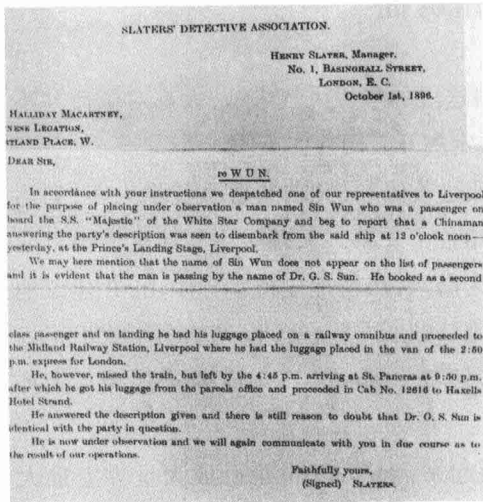 SLATERS' DETECTIVE ASSOCIATION.
HENRY SLATER, Manager.
No. 1, BASINGHALL STREET,
LONDON, E. C.
October 1st, 1896.
HALLIDAY MACARTNEY,
NESE LEGATION,
TLAND PLACE, W.
DEAR SIR,
re W U N.
In accordance with your instructions we despatched one of our representatives to Liverpool
for the purpose of placing under observation a man named Sin Wun who was a passenger on
board the S.S. "Majestic" of the White Star Company and beg to report that a Chinaman
answering the party's description was seen to disembark from the said ship at 12 o'clock noon—
yesterday, at the Prince's Landing Stage, Liverpool.
We may here mention that the name of Sin Wun does not appear on the list of passengers
and it is evident that the man is passing by the name of Dr. G. S. Sun. He booked as a second
class passenger and on landing he had his luggage placed on a railway omnibus and proceeded to
the Midland Railway Station, Liverpool where he had the luggage placed in the van of the 2:50
p.m. express for London.
He, however, missed the train, but left by the 4:45 p.m. arriving at St. Pancras at 9:50 p.m.
after which he got his luggage from the parcels office and proceeded in Cab No. 12616 to Haxells
Hotel Strand.
He answered the description given and there is still reason to doubt that Dr. O. S. Sun is
identical with the party in question.
He is now under observation and we will again communicate with you in due course as to
the result of our operations.
Faithfully yours,
(Signed) SLATERS.